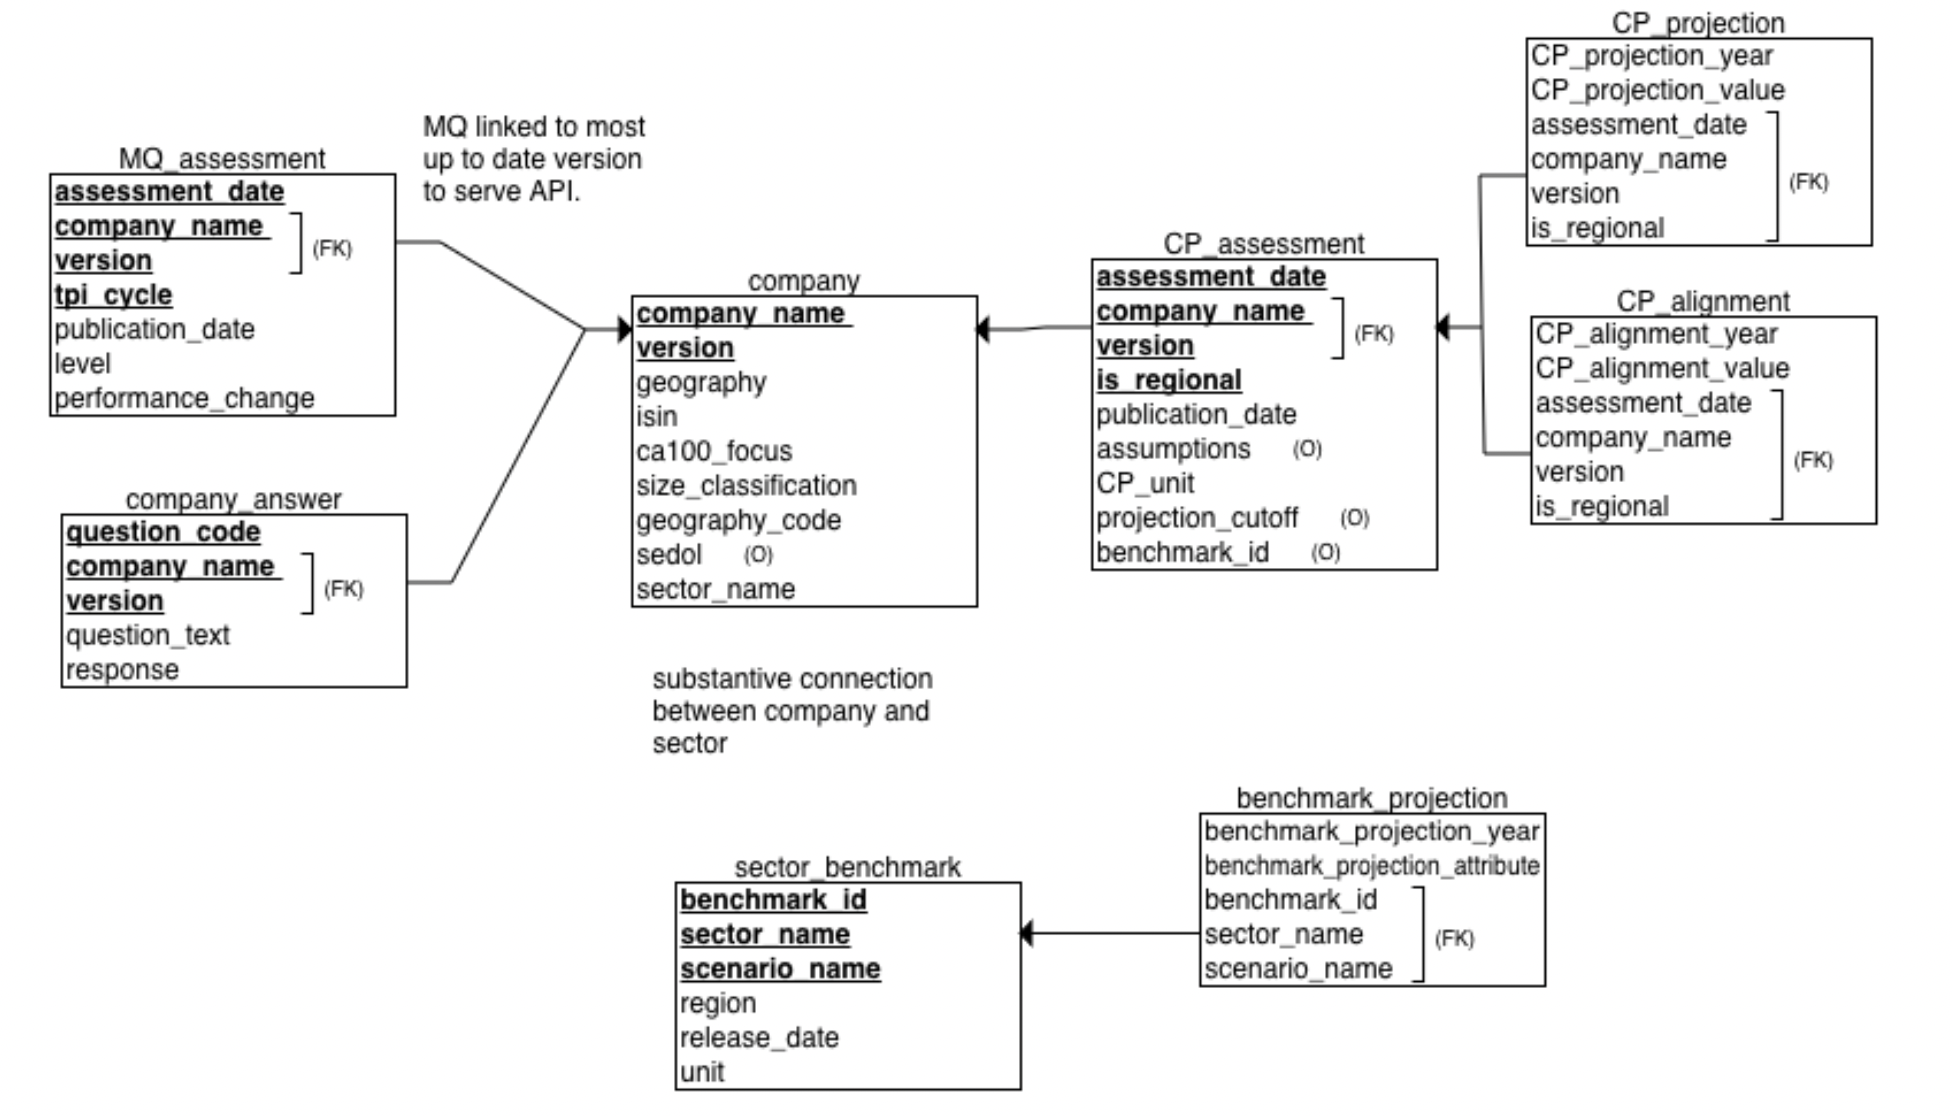 CP_projection
CP_projection_year
CP_projection_value
assessment_date
company_name
version
is_regional
(FK)
MQ linked to most
up to date version
to serve API.
MQ_assessment
assessment_date
company_name
version
tpi_cycle
publication_date
level
performance_change
(FK)
company
company_name
version
geography
isin
ca100_focus
size_classification
geography_code
sedol (O)
sector_name
CP_assessment
assessment_date
company_name
version
is_regional
publication_date
assumptions (O)
CP_unit
projection_cutoff (O)
benchmark_id (O)
(FK)
CP_alignment
CP_alignment_year
CP_alignment_value
assessment_date
company_name
version
is_regional
(FK)
company_answer
question_code
company_name
version
question_text
response
(FK)
substantive connection
between company and
sector
benchmark_projection
benchmark_projection_year
benchmark_projection_attribute
benchmark_id
sector_name
scenario_name
(FK)
sector_benchmark
benchmark_id
sector_name
scenario_name
region
release_date
unit